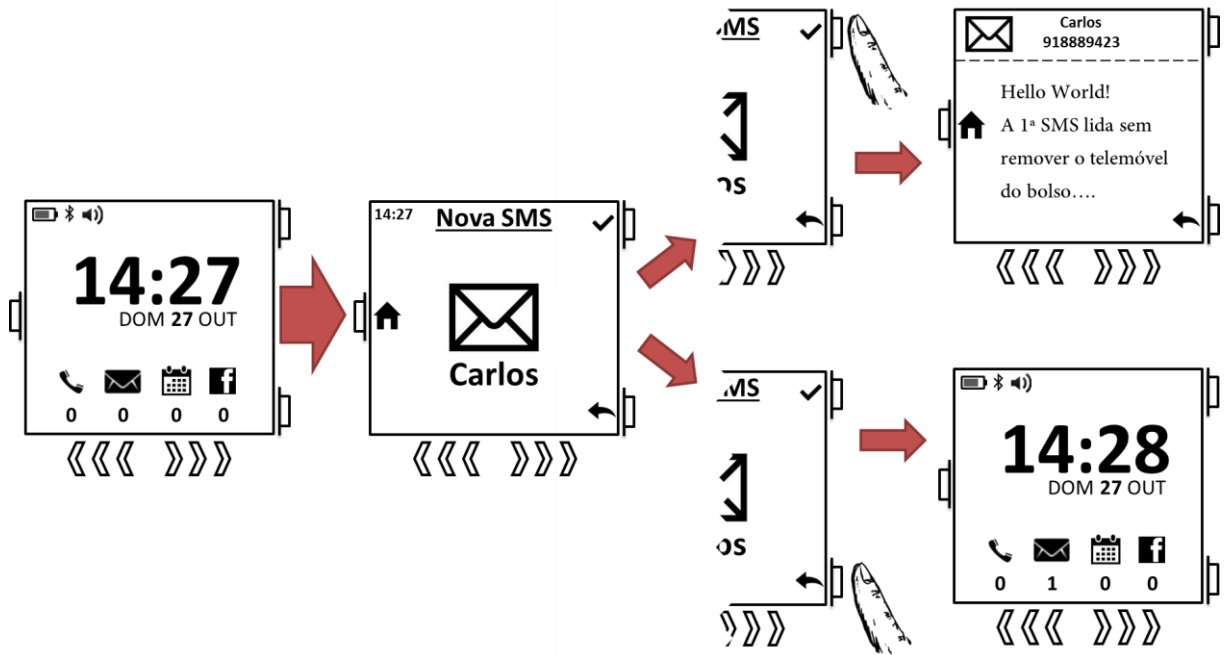 14:27
DOM 27 OUT
0 0 0 0
14:27 Nova SMS
Carlos
MS
os
Carlos
918889423
Hello World!
A 1ª SMS lida sem
remover o telemóvel
do bolso....
MS
os
14:28
DOM 27 OUT
0 1 0 0